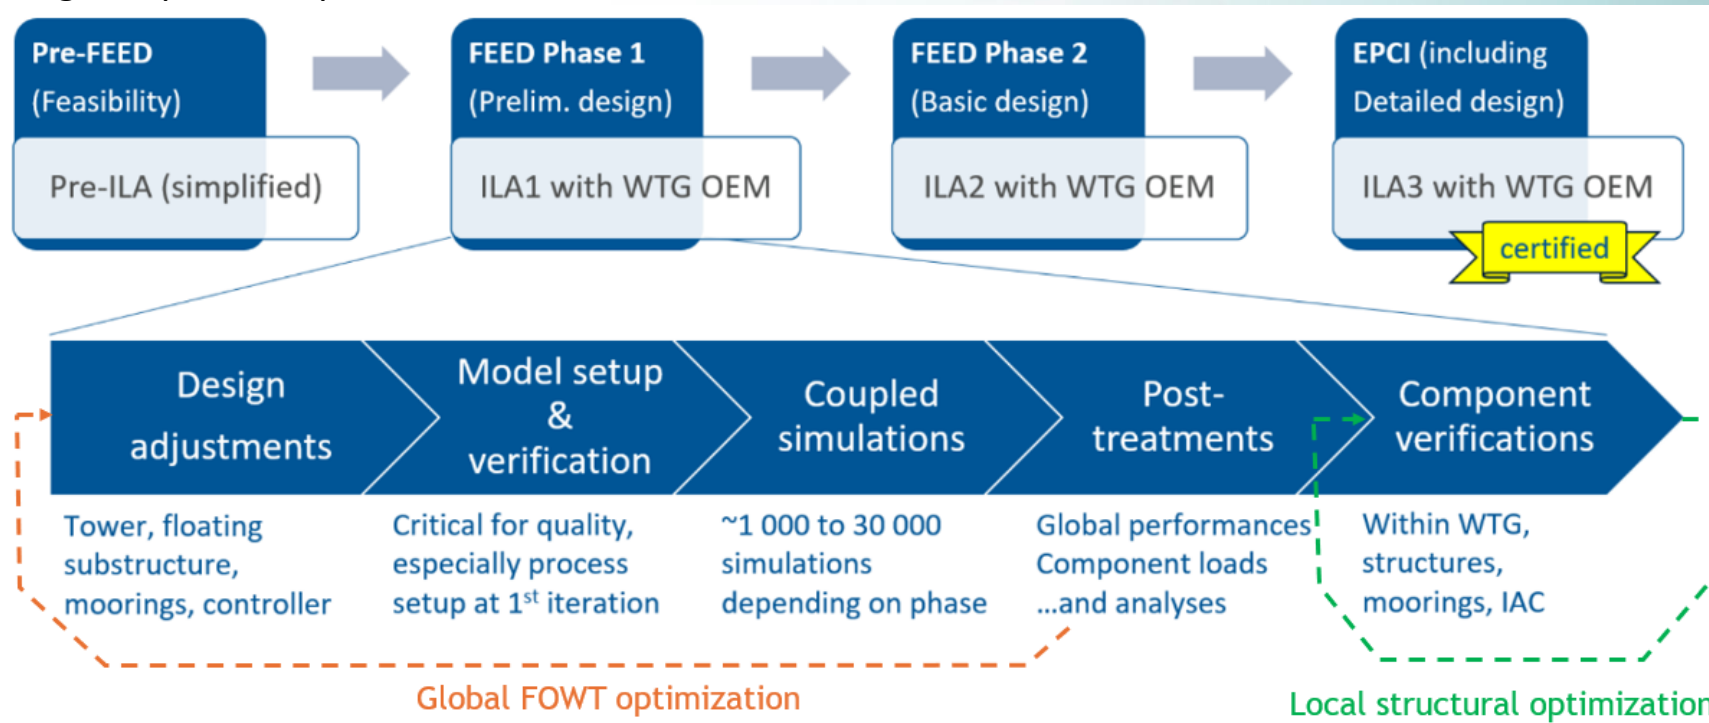 Pre-FEED
(Feasibility)
Pre-ILA (simplified)
FEED Phase 1
(Prelim. design)
ILA1 with WTG OEM
FEED Phase 2
(Basic design)
ILA2 with WTG OEM
EPCI (including
Detailed design)
ILA3 with WTG OEM
certified
Design
adjustments
Model setup
&
verification
Coupled
simulations
Post-
treatments
Component
verifications
Tower, floating
substructure,
moorings, controller
Critical for quality,
especially process
setup at 1st iteration
~1 000 to 30 000
simulations
depending on phase
Global performances
Component loads
...and analyses
Within WTG,
structures,
moorings, IAC
Global FOWT optimization
Local structural optimization